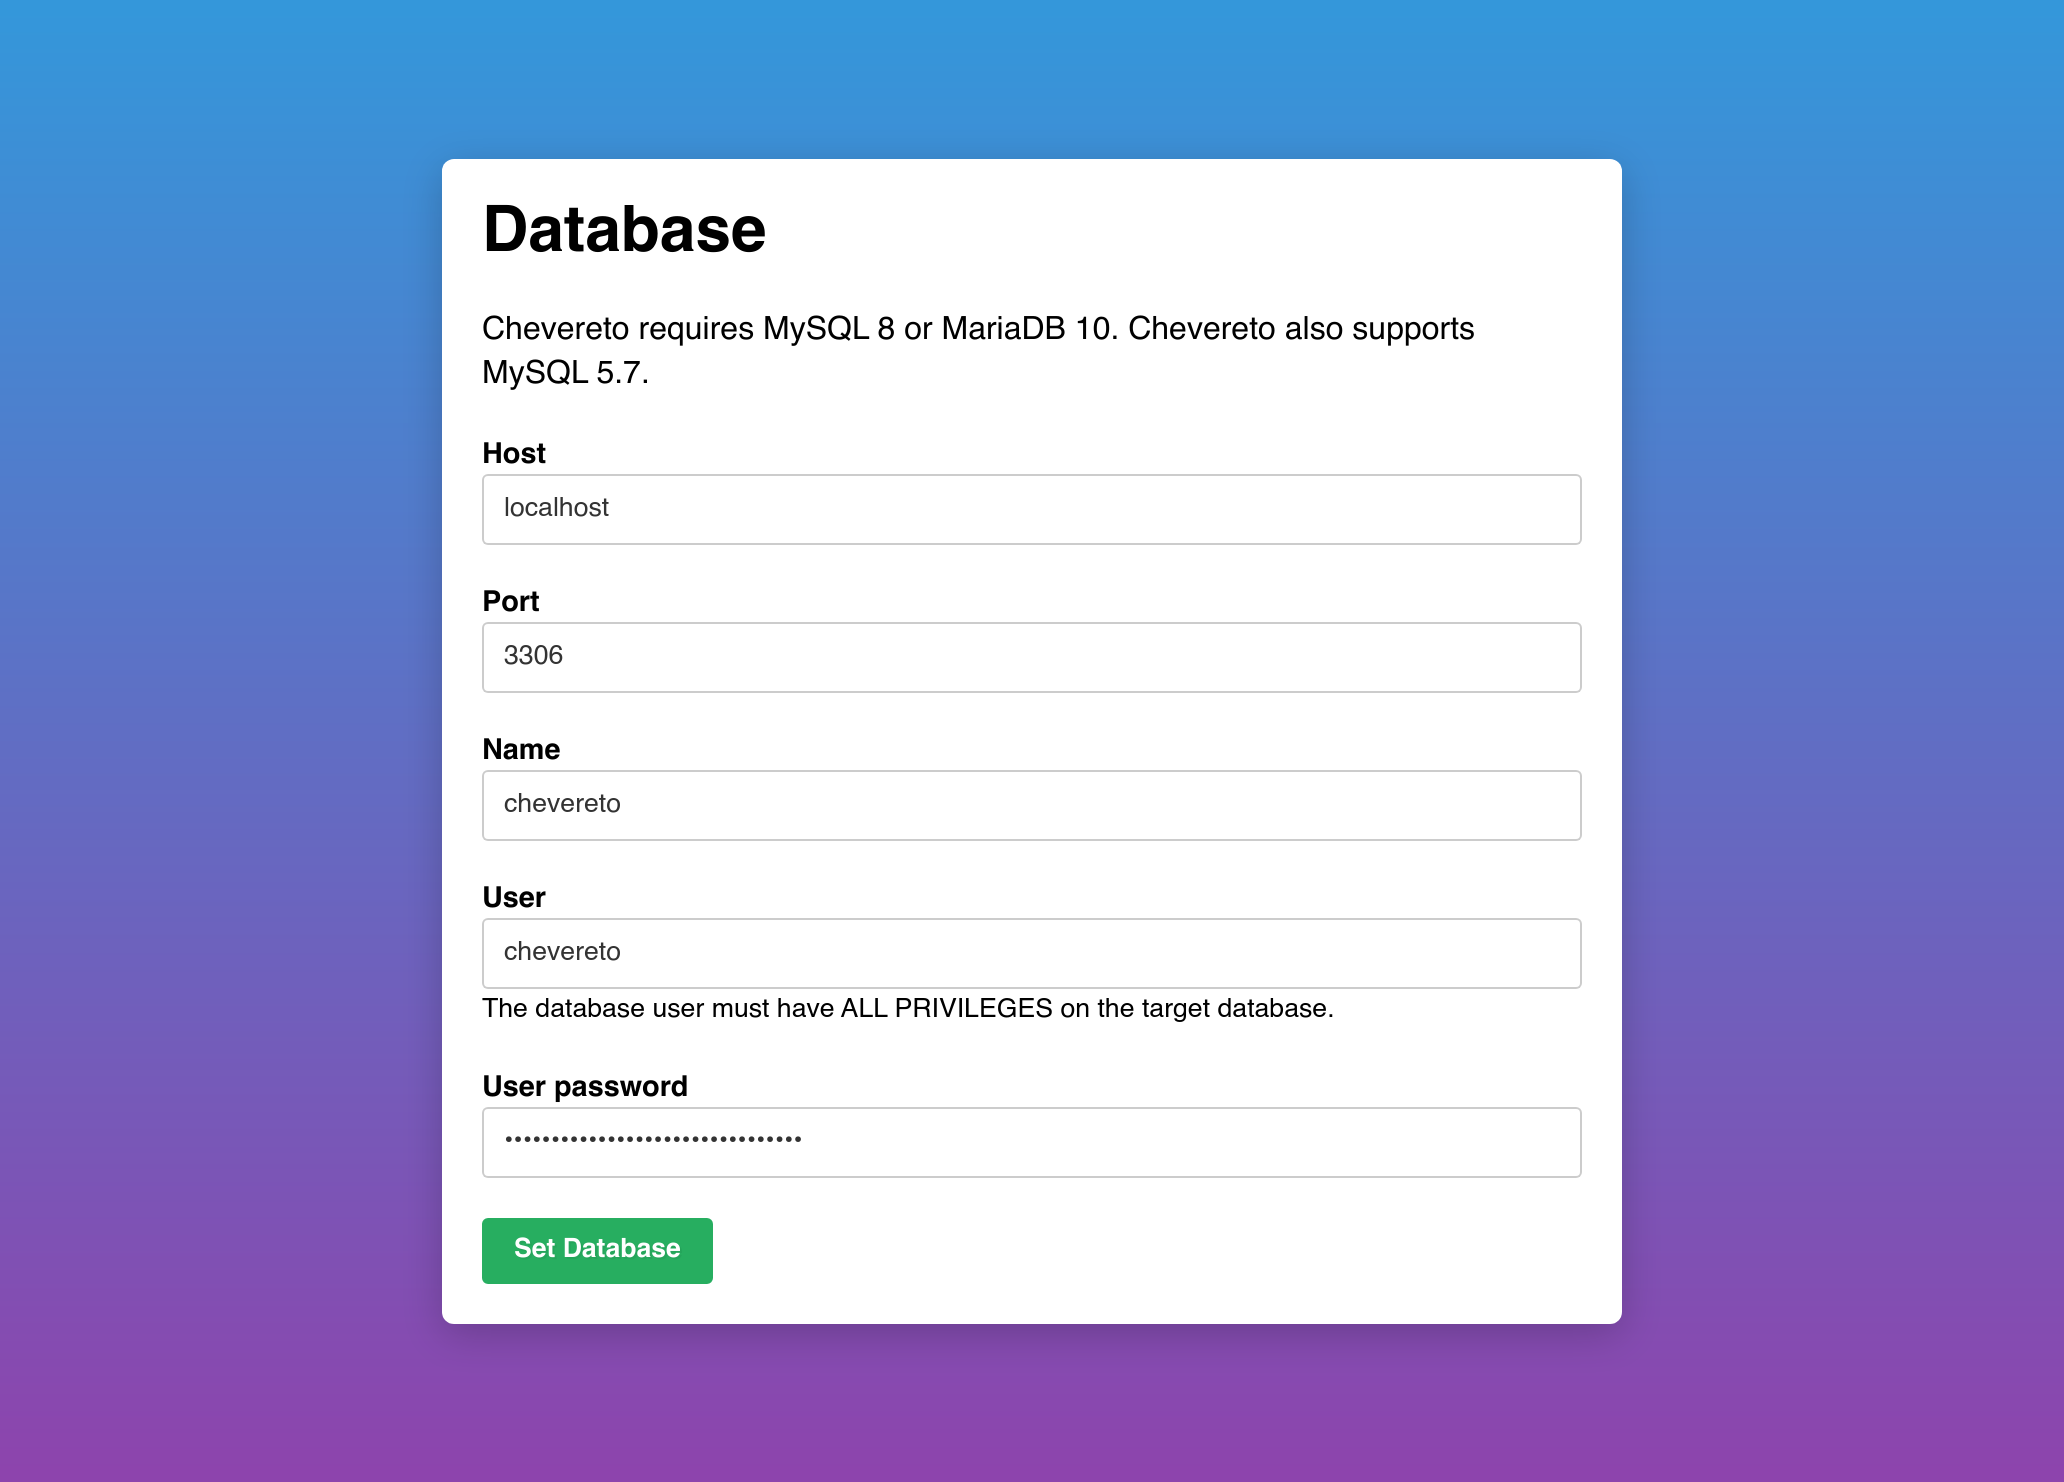 Database
Chevereto requires MySQL 8 or MariaDB 10. Chevereto also supports
MySQL 5.7.
Host
localhost
Port
3306
Name
chevereto
User
chevereto
The database user must have ALL PRIVILEGES on the target database.
User password
••••••••••••••••••••••••••••••••
Set Database